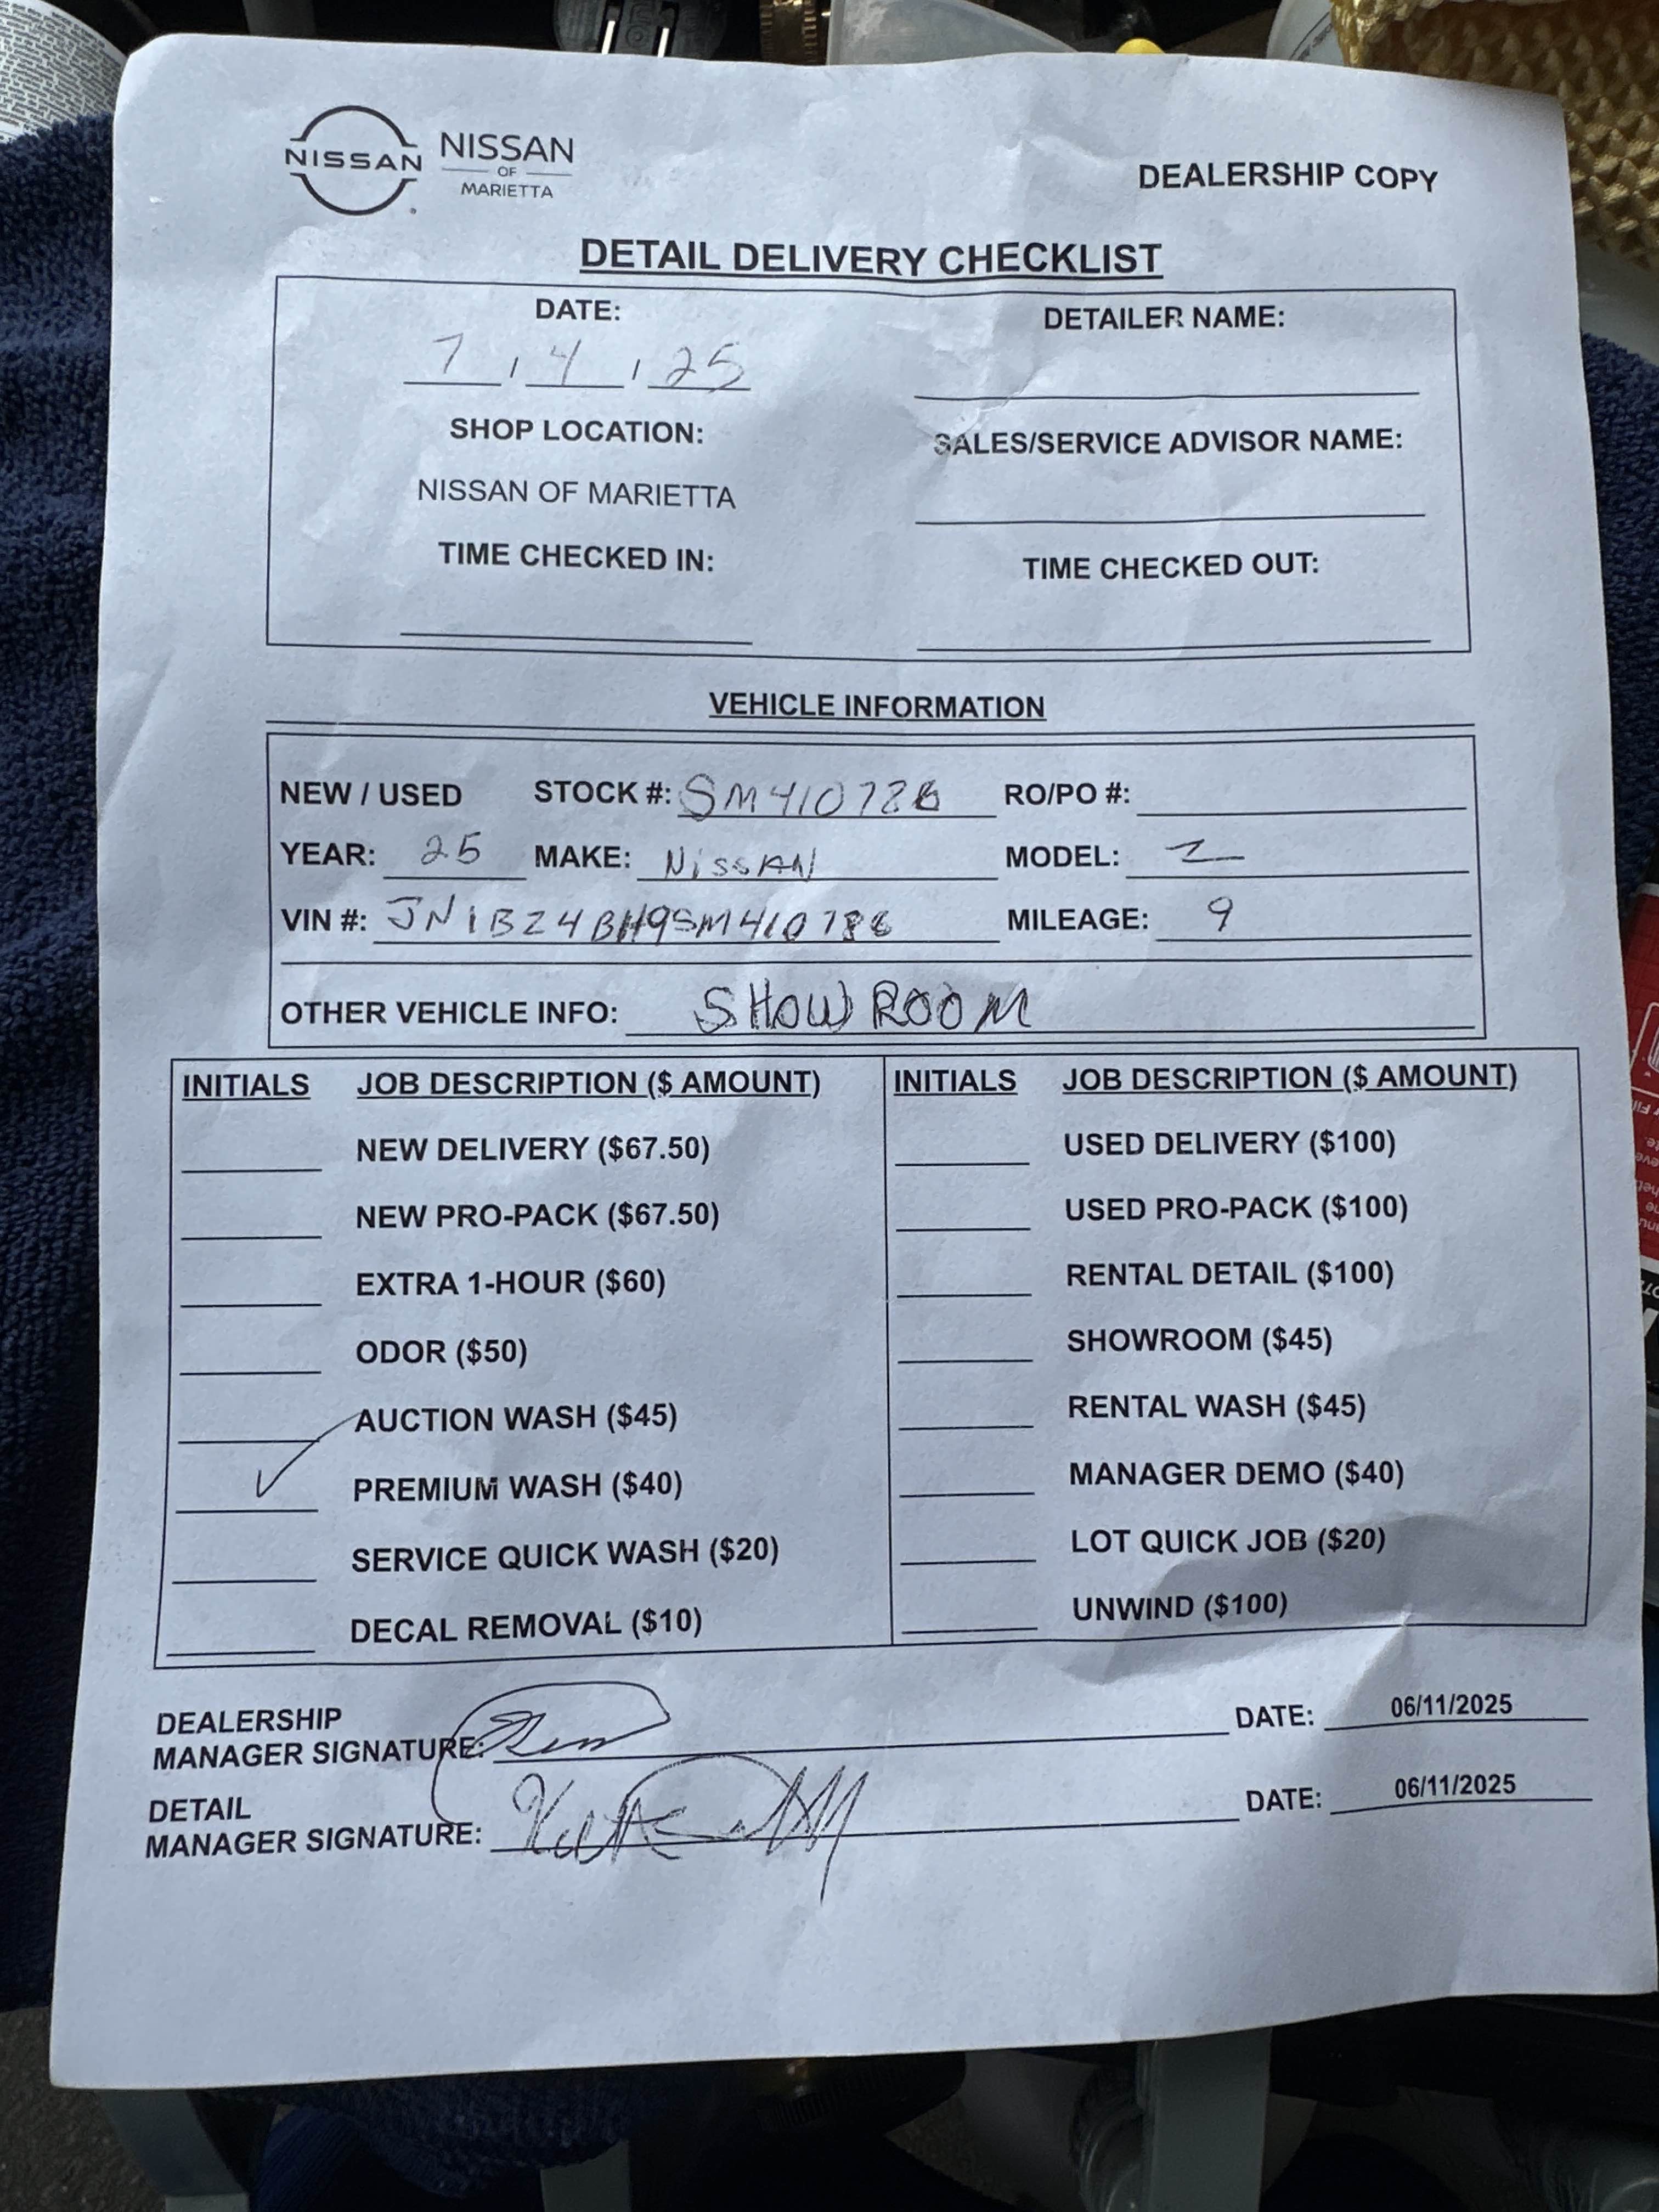 NISSAN
NISSAN
OF
MARIETTA
DEALERSHIP COPY
DETAIL DELIVERY CHECKLIST
DATE: DETAILER NAME:
7 / 4 / 25
SHOP LOCATION: SALES/SERVICE ADVISOR NAME:
NISSAN OF MARIETTA
TIME CHECKED IN: TIME CHECKED OUT:
VEHICLE INFORMATION
NEW / USED STOCK #: SM410786 RO/PO #:
YEAR: 25 MAKE: NISSAN MODEL: Z
VIN #: JN1BZ4BH9SM410786 MILEAGE: 9
OTHER VEHICLE INFO: SHOWROOM
INITIALS JOB DESCRIPTION ($ AMOUNT) INITIALS JOB DESCRIPTION ($ AMOUNT)
NEW DELIVERY ($67.50) USED DELIVERY ($100)
NEW PRO-PACK ($67.50) USED PRO-PACK ($100)
EXTRA 1-HOUR ($60) RENTAL DETAIL ($100)
ODOR ($50) SHOWROOM ($45)
AUCTION WASH ($45) RENTAL WASH ($45)
✓ PREMIUM WASH ($40) MANAGER DEMO ($40)
SERVICE QUICK WASH ($20) LOT QUICK JOB ($20)
DECAL REMOVAL ($10) UNWIND ($100)
DEALERSHIP
MANAGER SIGNATURE: DATE: 06/11/2025
DETAIL
MANAGER SIGNATURE: DATE: 06/11/2025